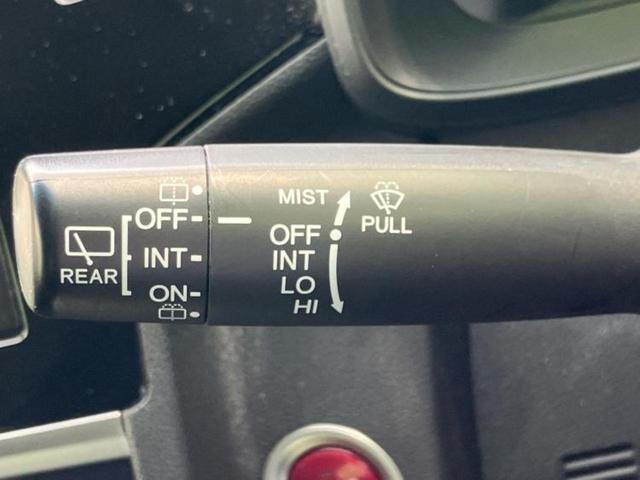 OFF
INT
ON
REAR
MIST
OFF
INT
LO
HI
PULL